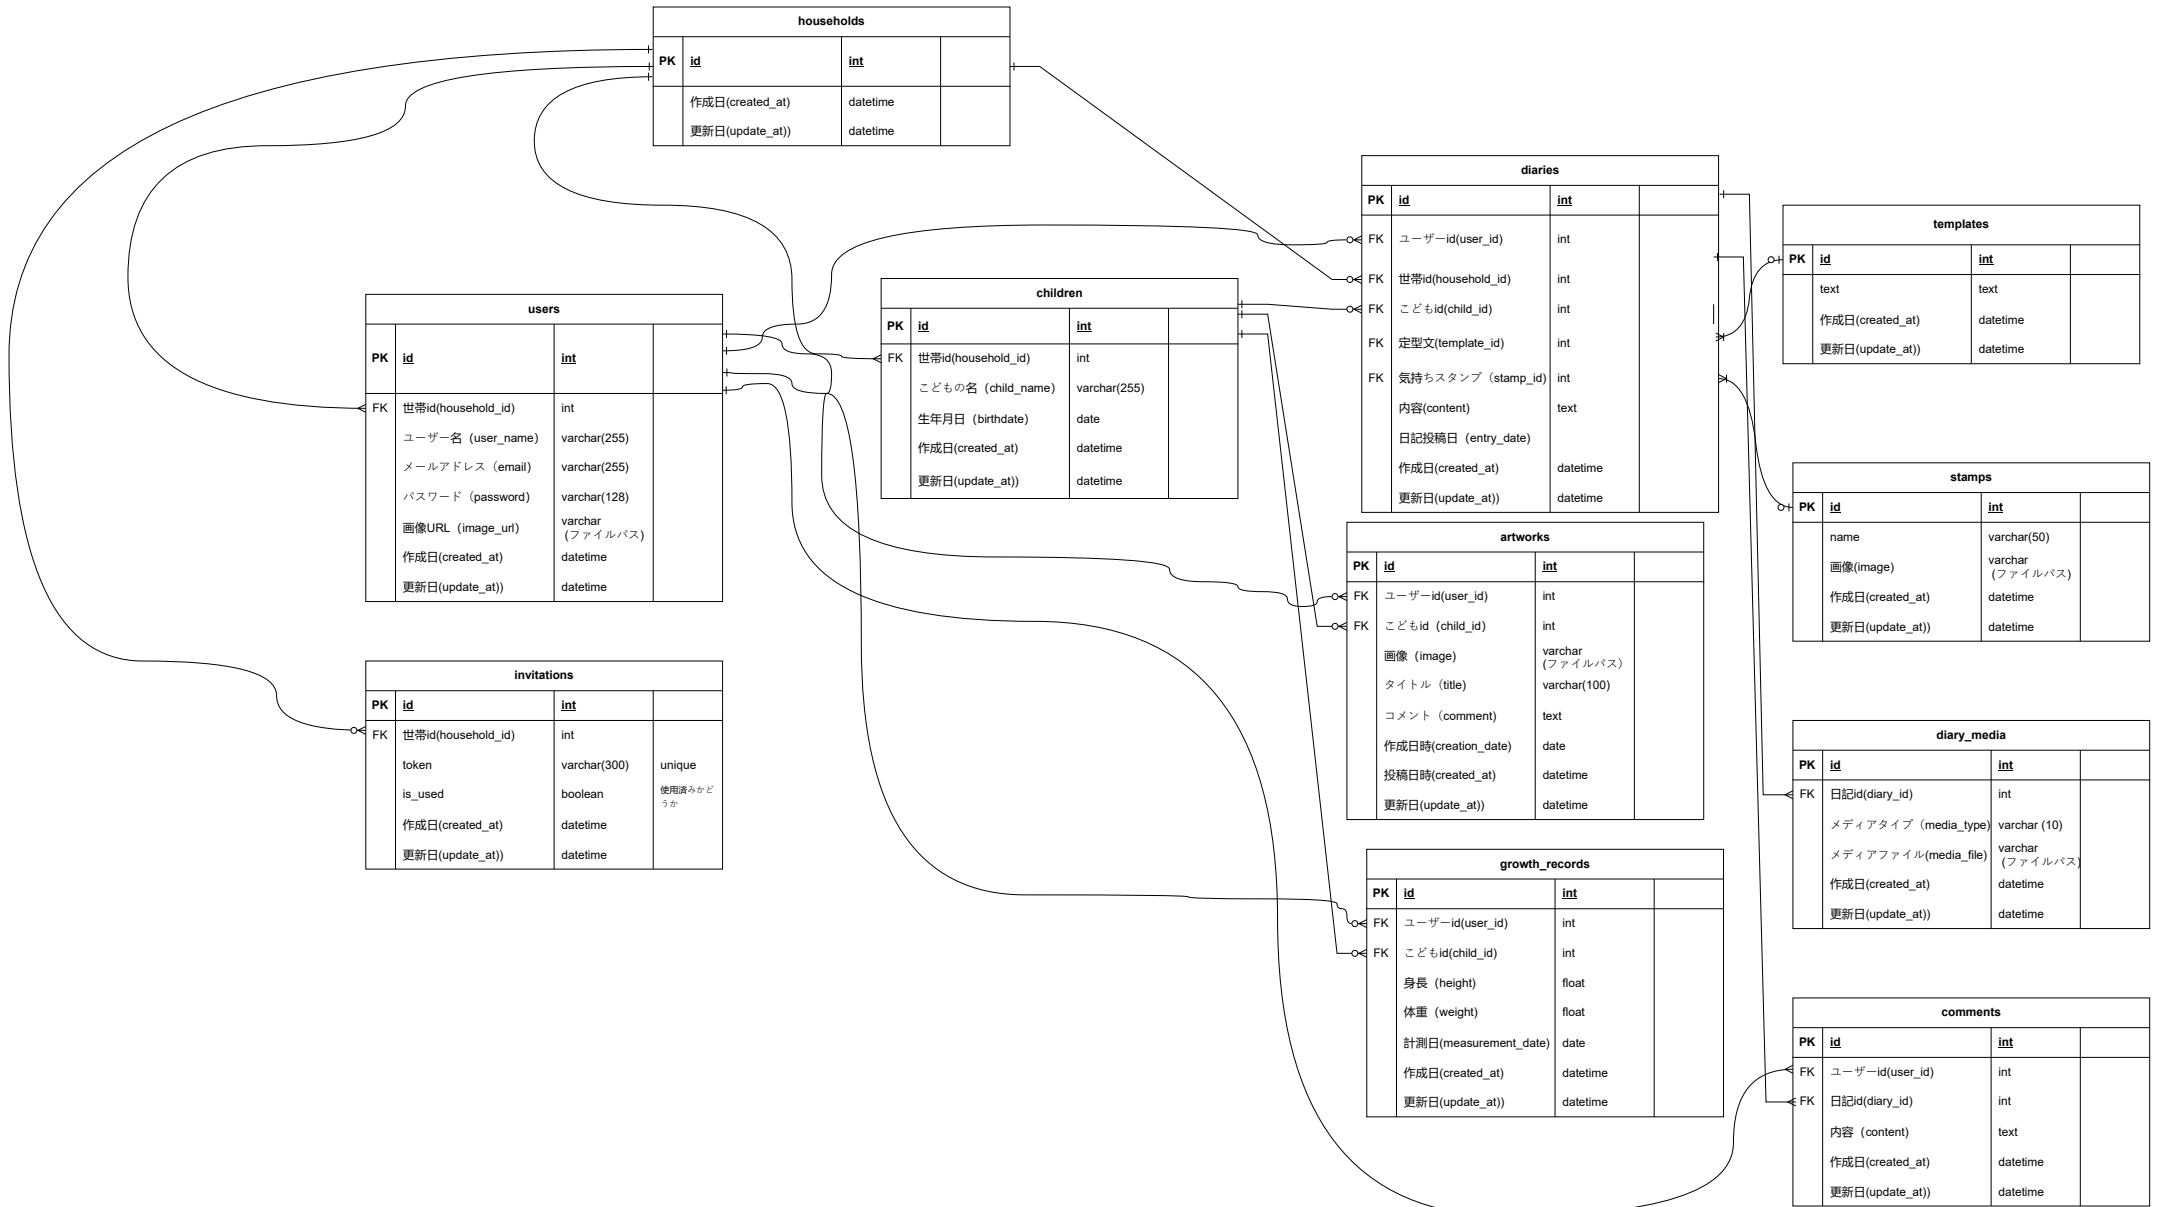 households
PK id int
作成日(created_at) datetime
更新日(update_at)) datetime
diaries
PK id int
FK ユーザーid(user_id) int
FK 世帯id(household_id) int
FK こどもid(child_id) int
FK 定型文(template_id) int
FK 気持ちスタンプ（stamp_id) int
内容(content) text
日記投稿日（entry_date)
作成日(created_at) datetime
更新日(update_at)) datetime
templates
PK id int
text text
作成日(created_at) datetime
更新日(update_at)) datetime
users
PK id int
FK 世帯id(household_id) int
ユーザー名（user_name) varchar(255)
メールアドレス（email) varchar(255)
パスワード（password) varchar(128)
画像URL（image_url) varchar
(ファイルパス)
作成日(created_at) datetime
更新日(update_at)) datetime
children
PK id int
FK 世帯id(household_id) int
こどもの名（child_name) varchar(255)
生年月日（birthdate) date
作成日(created_at) datetime
更新日(update_at)) datetime
stamps
PK id int
name varchar(50)
画像(image) varchar
(ファイルパス)
作成日(created_at) datetime
更新日(update_at)) datetime
artworks
PK id int
FK ユーザーid(user_id) int
FK こどもid（child_id) int
画像（image) varchar
(ファイルパス）
タイトル（title) varchar(100)
コメント（comment) text
作成日時(creation_date) date
投稿日時(created_at) datetime
更新日(update_at)) datetime
invitations
PK id int
FK 世帯id(household_id) int
token varchar(300) unique
is_used boolean 使用済みかど
うか
作成日(created_at) datetime
更新日(update_at)) datetime
diary_media
PK id int
FK 日記id(diary_id) int
メディアタイプ（media_type) varchar (10)
メディアファイル(media_file) varchar
(ファイルパス)
作成日(created_at) datetime
更新日(update_at)) datetime
growth_records
PK id int
FK ユーザーid(user_id) int
FK こどもid(child_id) int
身長（height) float
体重（weight) float
計測日(measurement_date) date
作成日(created_at) datetime
更新日(update_at)) datetime
comments
PK id int
FK ユーザーid(user_id) int
FK 日記id(diary_id) int
内容（content) text
作成日(created_at) datetime
更新日(update_at)) datetime